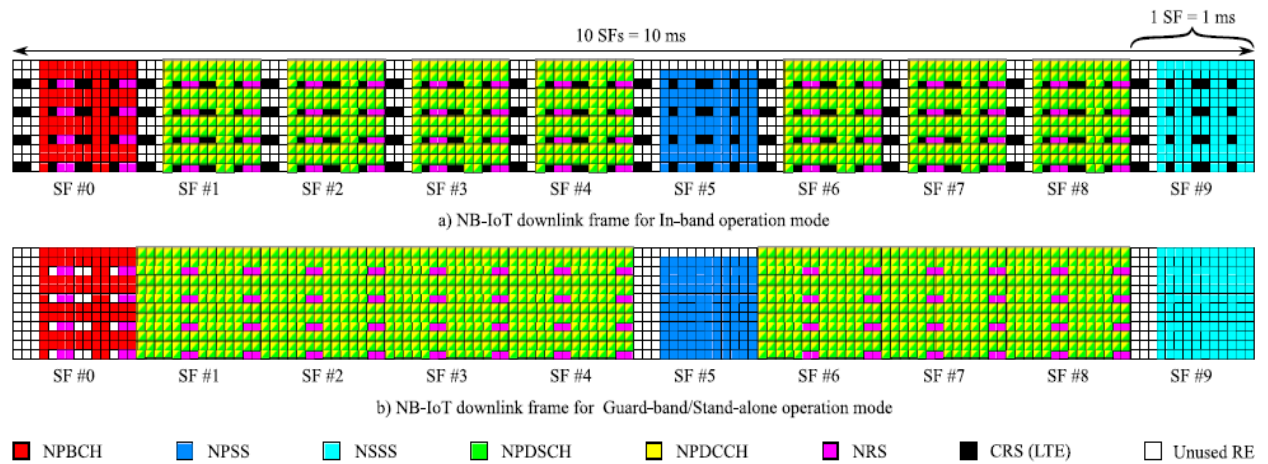 1 SF = 1 ms
10 SFs = 10 ms
SF #0 SF #1 SF #2 SF #3 SF #4 SF #5 SF #6 SF #7 SF #8 SF #9
a) NB-IoT downlink frame for In-band operation mode
SF #0 SF #1 SF #2 SF #3 SF #4 SF #5 SF #6 SF #7 SF #8 SF #9
b) NB-IoT downlink frame for Guard-band/Stand-alone operation mode
NPBCH NPSS NSSS NPDSCH NPDCCH NRS CRS (LTE) Unused RE